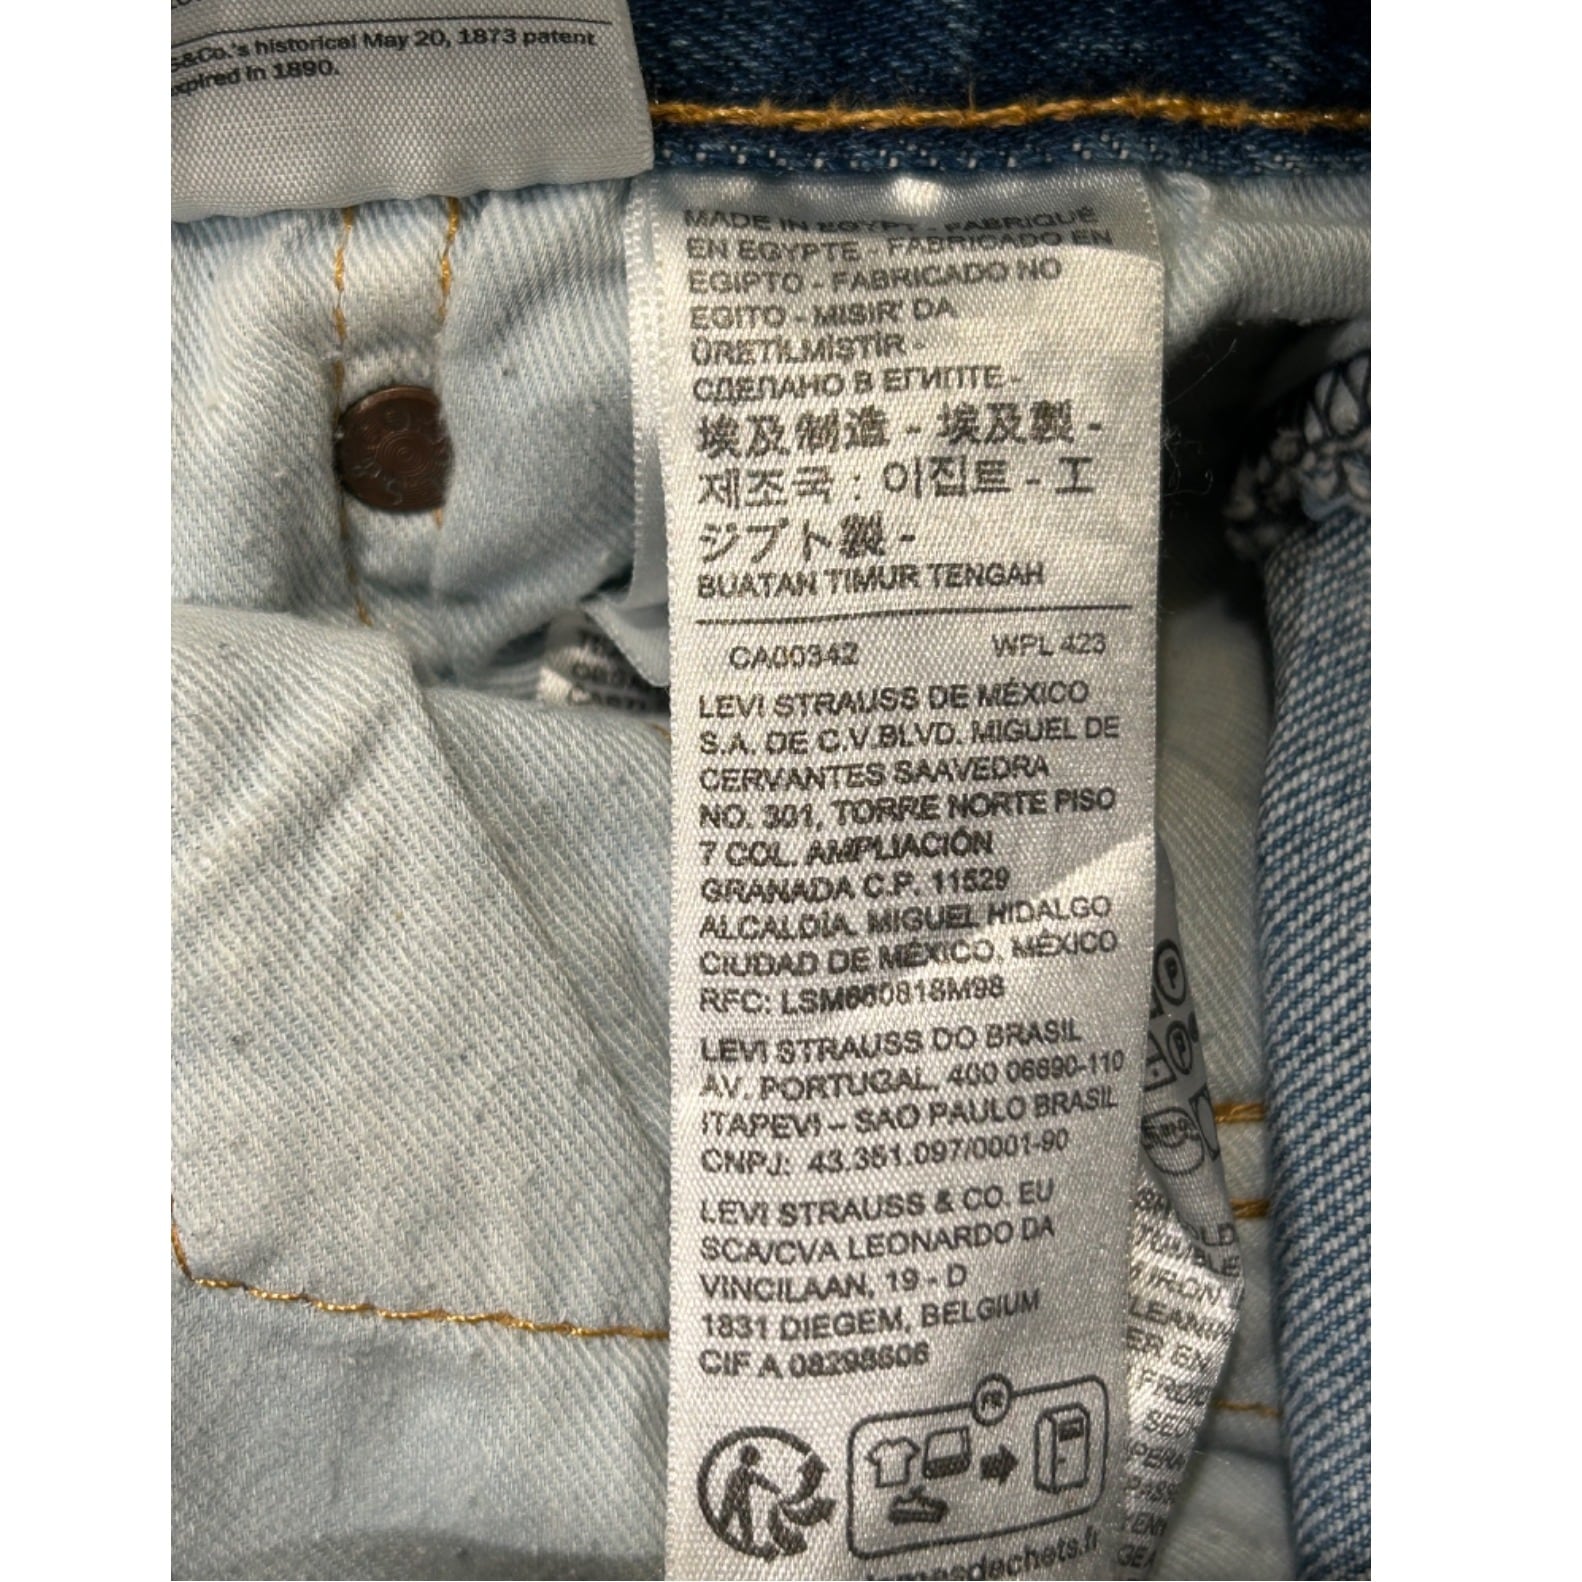 &Co.'s historical May 20, 1873 patent
expired in 1890.
MADE IN EGYPT - FABRIQUÉ
EN EGYPTE - FABRICADO EN
EGIPTO - FABRICADO NO
EGITO - MISIR' DA
ÜRETİLMİŞTİR -
СДЕЛАНО В ЕГИПТЕ -
埃及制造 - 埃及製 -
제조국 : 이집트 - エ
ジプト製 -
BUATAN TIMUR TENGAH
CA00342 WPL 423
LEVI STRAUSS DE MÉXICO
S.A. DE C.V.BLVD. MIGUEL DE
CERVANTES SAAVEDRA
NO. 301, TORRE NORTE PISO
7 COL. AMPLIACIÓN
GRANADA C.P. 11529
ALCALDÍA. MIGUEL HIDALGO
CIUDAD DE MÉXICO. MÉXICO
RFC: LSM660818M98
LEVI STRAUSS DO BRASIL
AV. PORTUGAL, 400 06690-110
ITAPEVI – SAO PAULO BRASIL
CNPJ: 43.351.097/0001-90
LEVI STRAUSS & CO. EU
SCA/CVA LEONARDO DA
VINCILAAN, 19 - D
1831 DIEGEM, BELGIUM
CIF A 08298606
FR